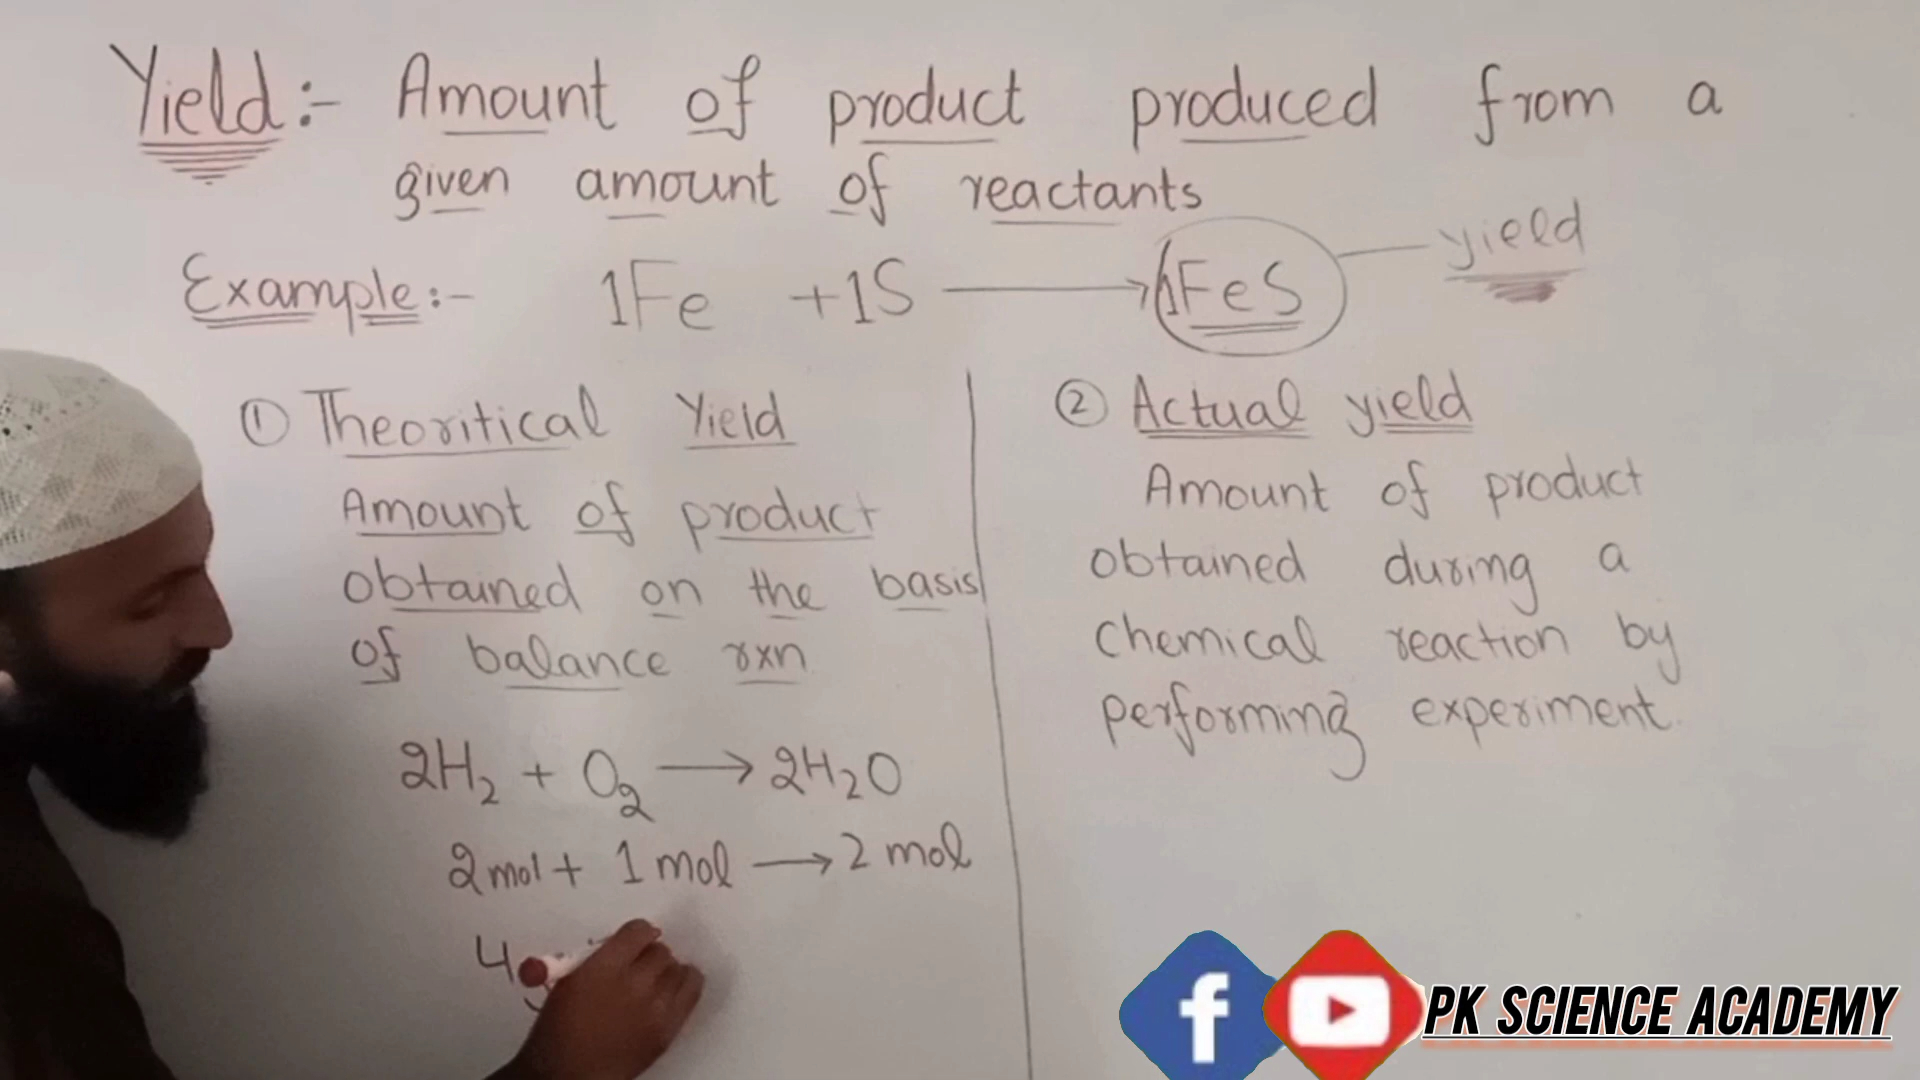 Yield:- Amount of product produced from a
given amount of reactants
Example:- 1Fe + 1S ⟶ 1FeS — yield
① Theoritical Yield
Amount of product
obtained on the basis
of balance rxn
2H₂ + O₂ ⟶ 2H₂O
2mol + 1mol ⟶ 2 mol
4
② Actual yield
Amount of product
obtained during a
chemical reaction by
performing experiment.
f
PK SCIENCE ACADEMY